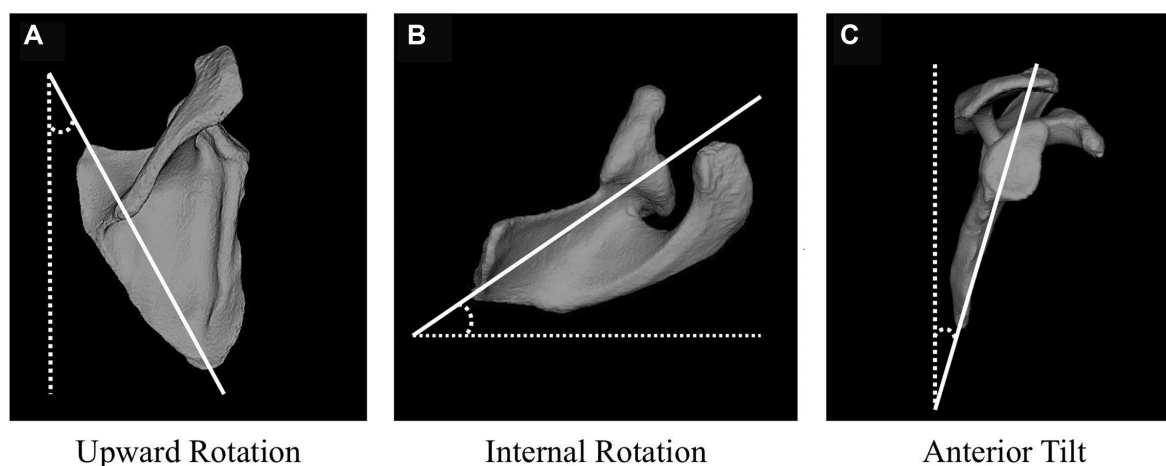 A
B
C
Upward Rotation
Internal Rotation
Anterior Tilt